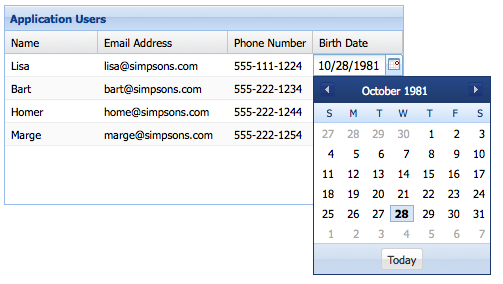 Application Users
Name Email Address Phone Number Birth Date
Lisa lisa@simpsons.com 555-111-1224 10/28/1981
Bart bart@simpsons.com 555-222-1234
Homer home@simpsons.com 555-222-1244
Marge marge@simpsons.com 555-222-1254
October 1981
S M T W T F S
27 28 29 30 1 2 3
4 5 6 7 8 9 10
11 12 13 14 15 16 17
18 19 20 21 22 23 24
25 26 27 28 29 30 31
1 2 3 4 5 6 7
Today